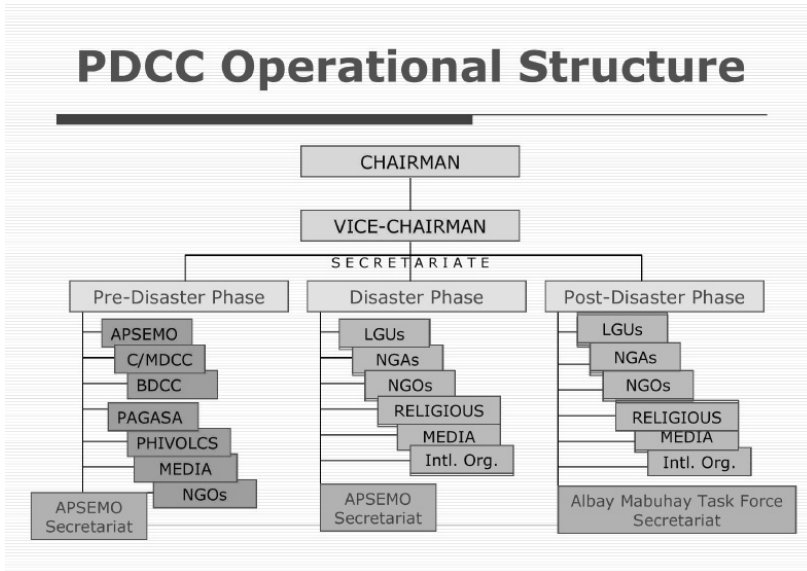 PDCC Operational Structure
CHAIRMAN
VICE-CHAIRMAN
SECRETARIATE
Pre-Disaster Phase
APSEMO
C/MDCC
BDCC
PAGASA
PHIVOLCS
MEDIA
NGOs
APSEMO
Secretariat
Disaster Phase
LGUs
NGAs
NGOs
RELIGIOUS
MEDIA
Intl. Org.
APSEMO
Secretariat
Post-Disaster Phase
LGUs
NGAs
NGOs
RELIGIOUS
MEDIA
Intl. Org.
Albay Mabuhay Task Force
Secretariat